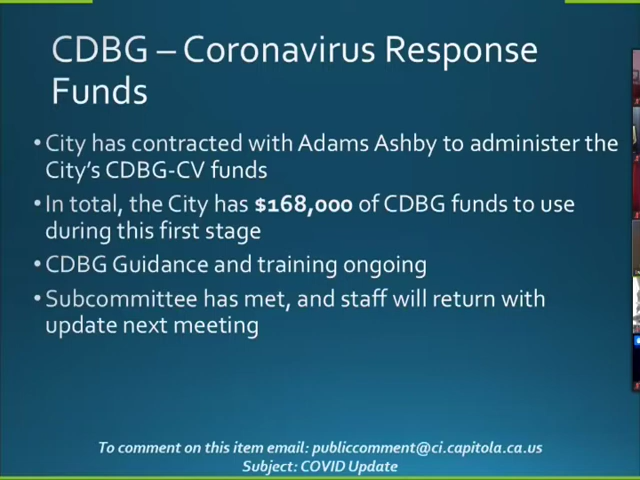 CDBG – Coronavirus Response
Funds
• City has contracted with Adams Ashby to administer the
City's CDBG-CV funds
• In total, the City has $168,000 of CDBG funds to use
during this first stage
• CDBG Guidance and training ongoing
• Subcommittee has met, and staff will return with
update next meeting
To comment on this item email: publiccomment@ci.capitola.ca.us
Subject: COVID Update